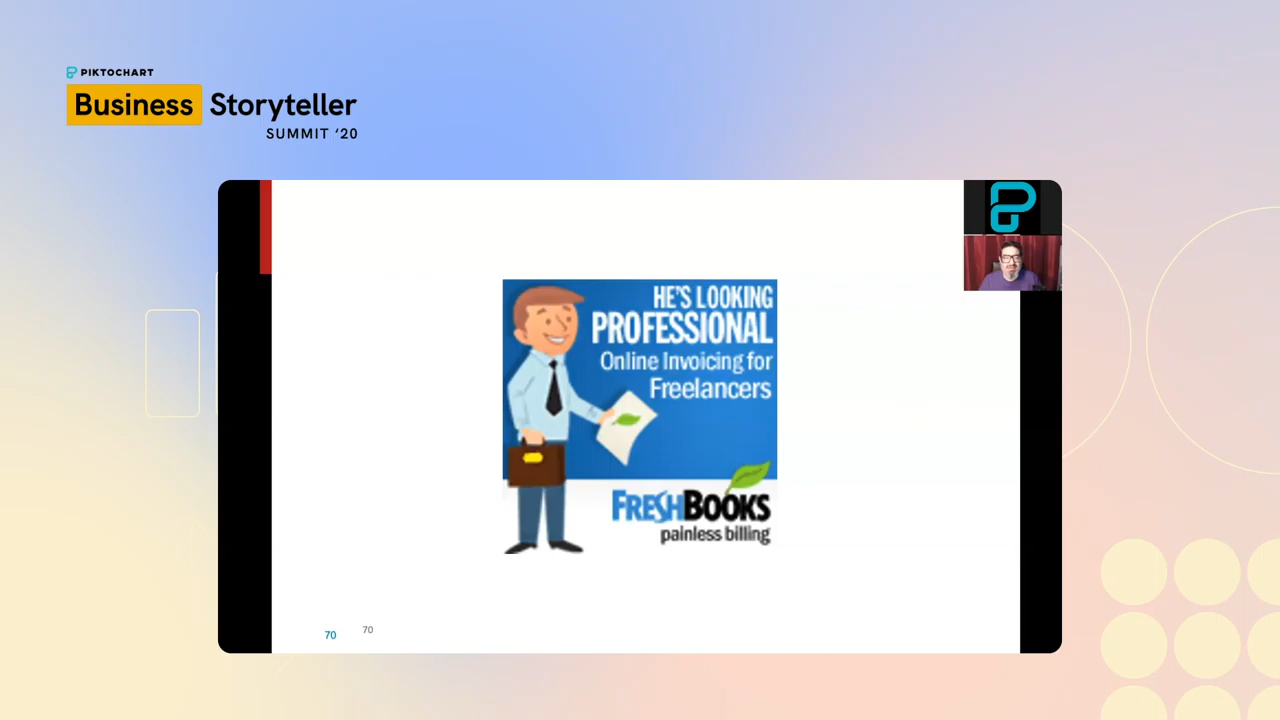 PIKTOCHART
Business Storyteller
SUMMIT ‘20
HE'S LOOKING
PROFESSIONAL
Online Invoicing for
Freelancers
FRESHBOOKS
painless billing
70 70